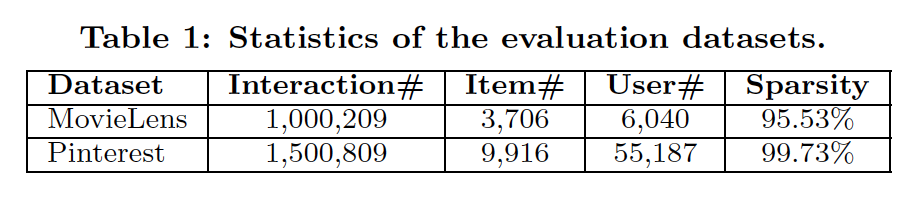 Table 1: Statistics of the evaluation datasets.
Dataset Interaction# Item# User# Sparsity
MovieLens 1,000,209 3,706 6,040 95.53%
Pinterest 1,500,809 9,916 55,187 99.73%